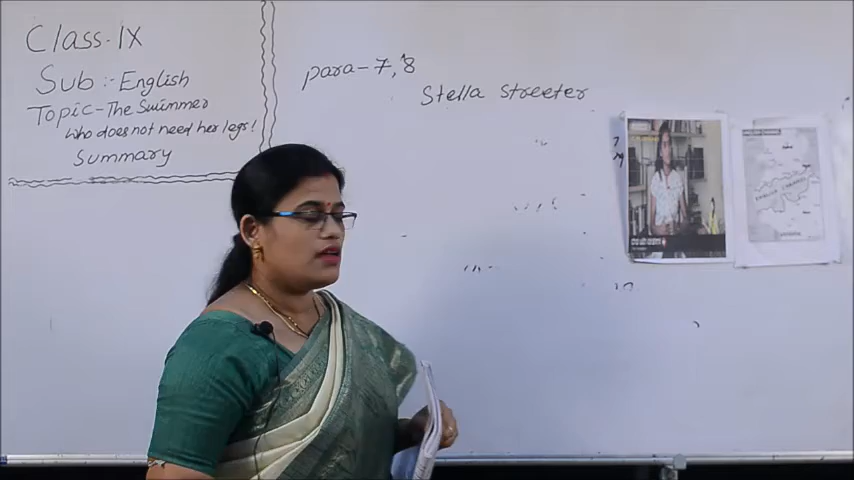 Class. IX
Sub :- English
Topic - The Swimmer
who does not need her legs!
Summary
para - 7, 8
Stella Streeter